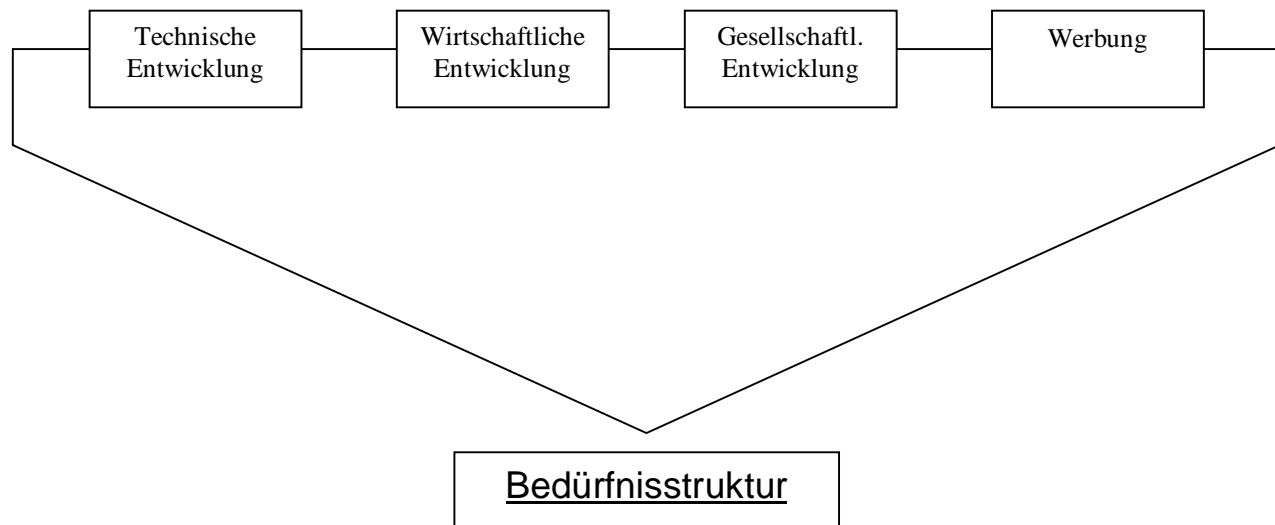 Technische
Entwicklung
Wirtschaftliche
Entwicklung
Gesellschaftl.
Entwicklung
Werbung
Bedürfnisstruktur